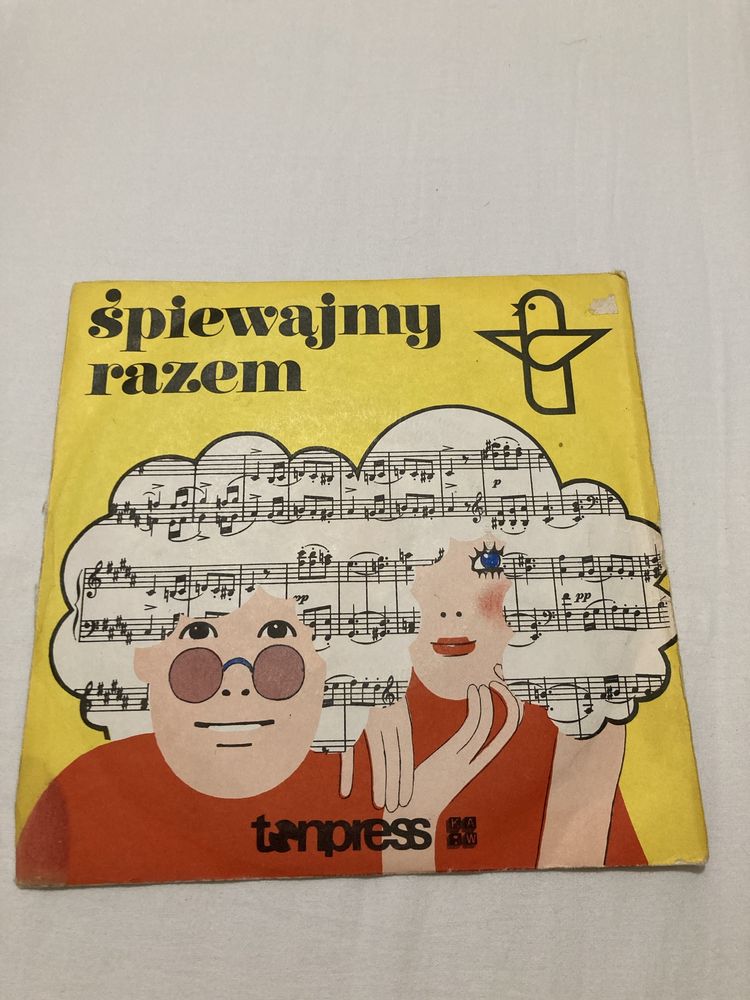 śpiewajmy
razem
tonpress
K A
W